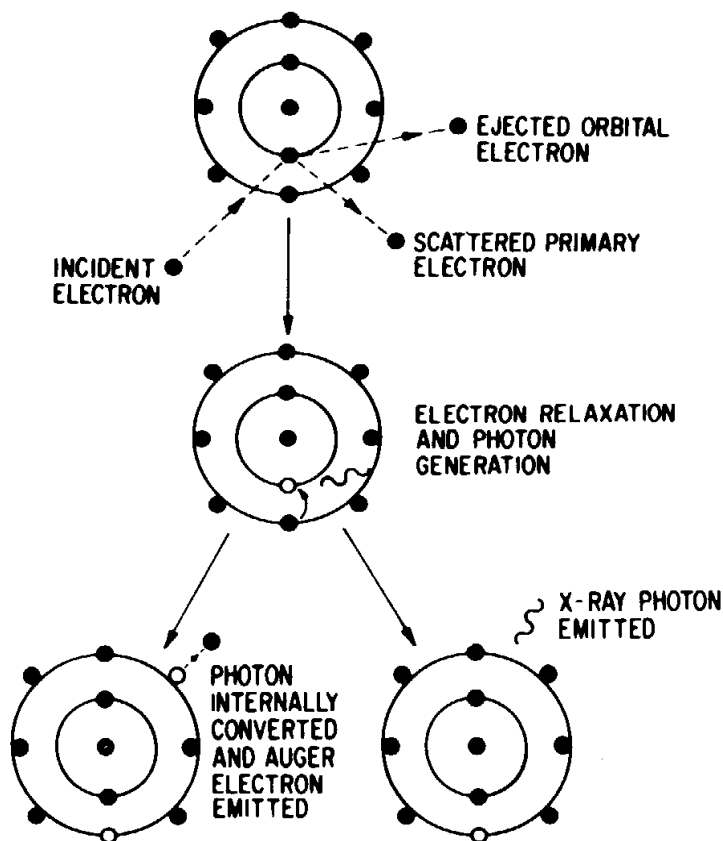 EJECTED ORBITAL
ELECTRON
SCATTERED PRIMARY
ELECTRON
INCIDENT
ELECTRON
ELECTRON RELAXATION
AND PHOTON
GENERATION
X-RAY PHOTON
EMITTED
PHOTON
INTERNALLY
CONVERTED
AND AUGER
ELECTRON
EMITTED